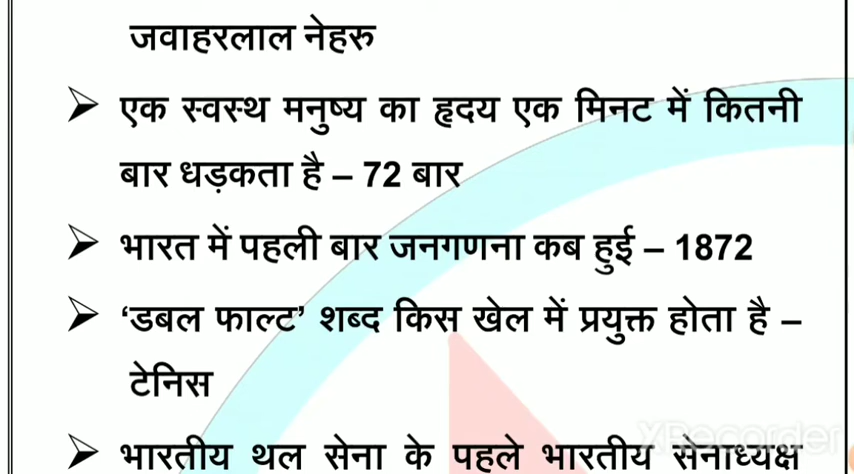 जवाहरलाल नेहरु
➢ एक स्वस्थ मनुष्य का हृदय एक मिनट में कितनी
बार धड़कता है – 72 बार
➢ भारत में पहली बार जनगणना कब हुई – 1872
➢ ‘डबल फाल्ट’ शब्द किस खेल में प्रयुक्त होता है –
टेनिस
➢ भारतीय थल सेना के पहले भारतीय सेनाध्यक्ष
XRecorder